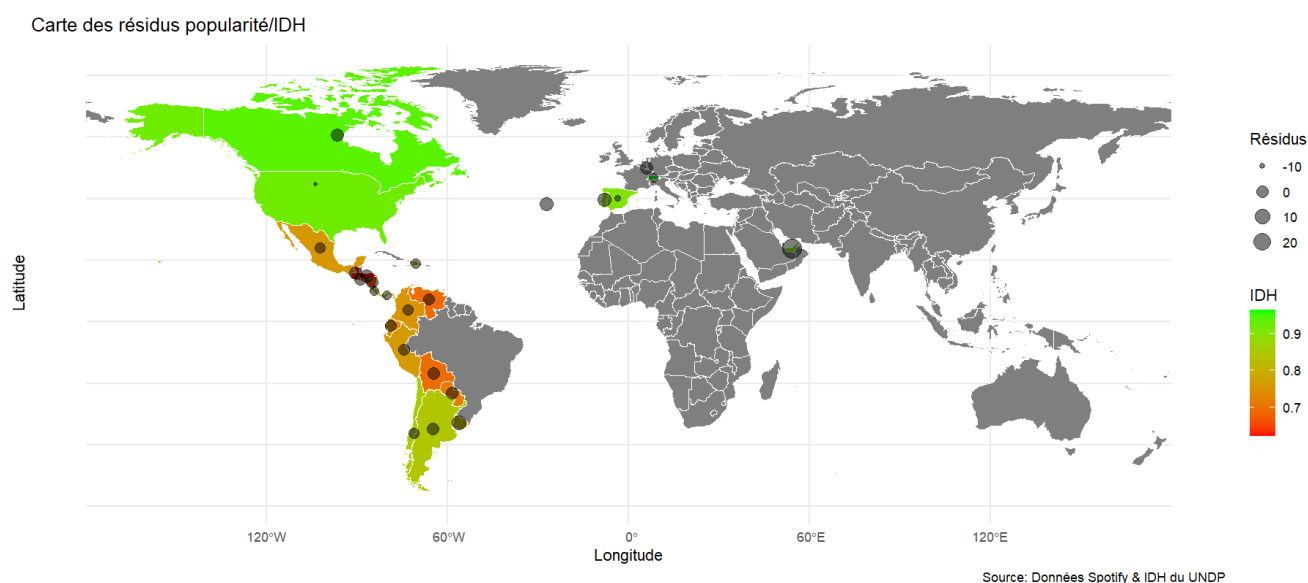 Carte des résidus popularité/IDH
Latitude
120°W
60°W
0°
60°E
120°E
Longitude
Résidus
-10
0
10
20
IDH
0.9
0.8
0.7
Source: Données Spotify & IDH du UNDP